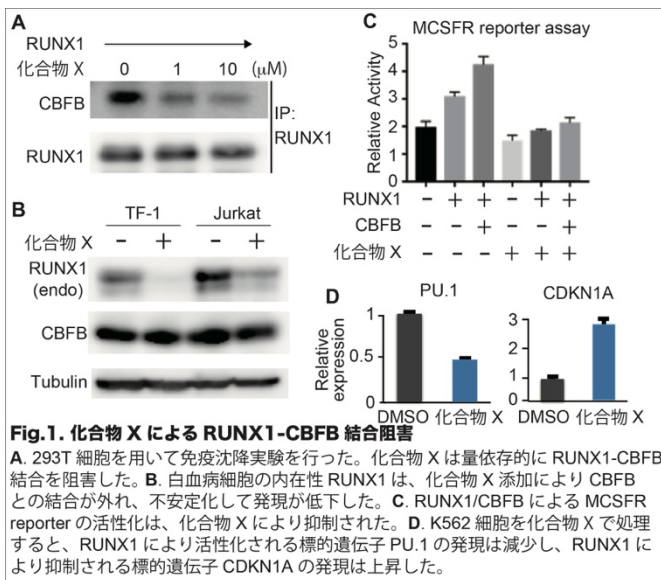 A
RUNX1
化合物 X 0 1 10 (μM)
CBFB
RUNX1
IP:
RUNX1
B
TF-1 Jurkat
化合物 X - + - +
RUNX1
(endo)
CBFB
Tubulin
C
MCSFR reporter assay
Relative Activity
5
4
3
2
1
RUNX1 - + + - + +
CBFB - - + - - +
化合物 X - - - + + +
D
PU.1
Relative
expression
1
0.5
0
DMSO 化合物 X
CDKN1A
3
2
1
0
DMSO 化合物 X
Fig.1. 化合物 X による RUNX1-CBFB 結合阻害
A. 293T 細胞を用いて免疫沈降実験を行った。化合物 X は量依存的に RUNX1-CBFB
結合を阻害した。B. 白血病細胞の内在性 RUNX1 は、化合物 X 添加により CBFB
との結合が外れ、不安定化して発現が低下した。C. RUNX1/CBFB による MCSFR
reporter の活性化は、化合物 X により抑制された。D. K562 細胞を化合物 X で処理
すると、RUNX1 により活性化される標的遺伝子 PU.1 の発現は減少し、RUNX1 に
より抑制される標的遺伝子 CDKN1A の発現は上昇した。